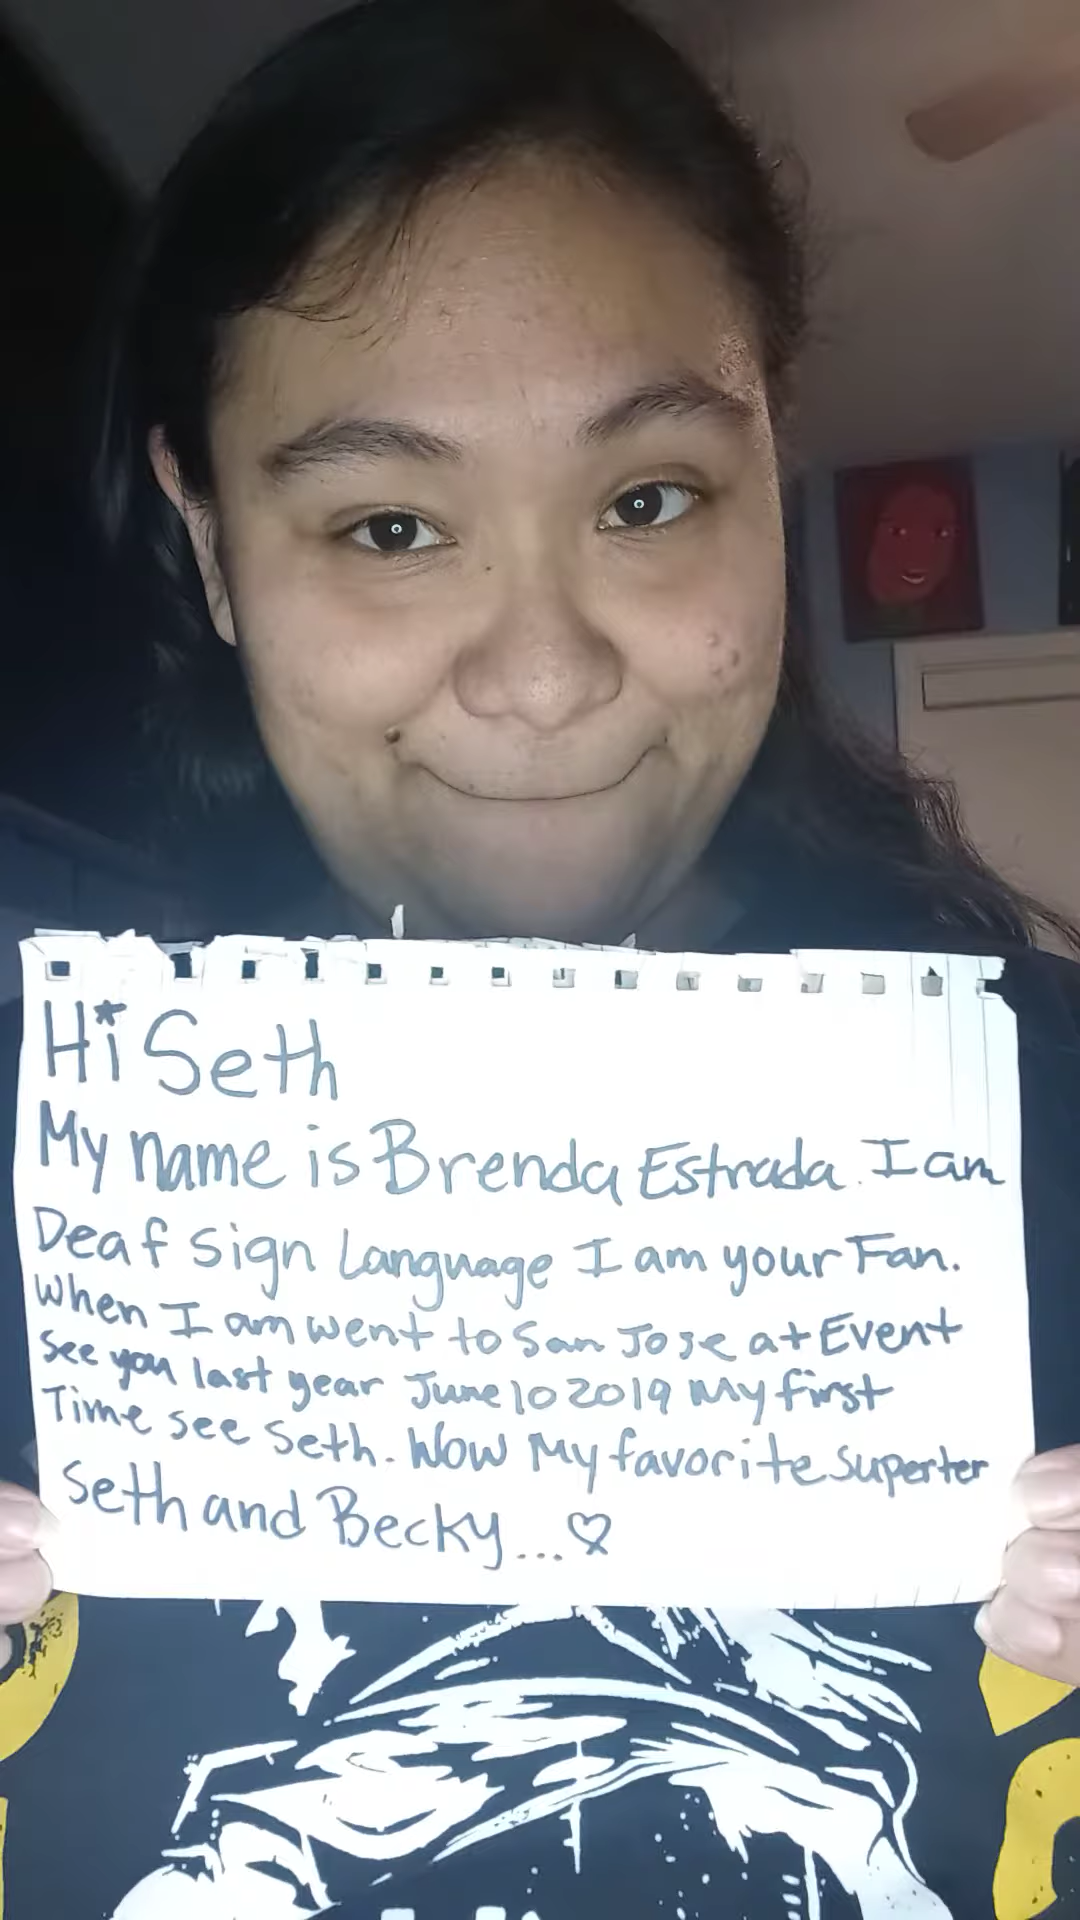 Hi Seth
My name is Brenda Estrada. I am
Deaf sign Language I am your Fan.
When I am went to San Jose at Event
see you last year June 10 2019 My first
Time see Seth. Wow My favorite superter
Seth and Becky...♡